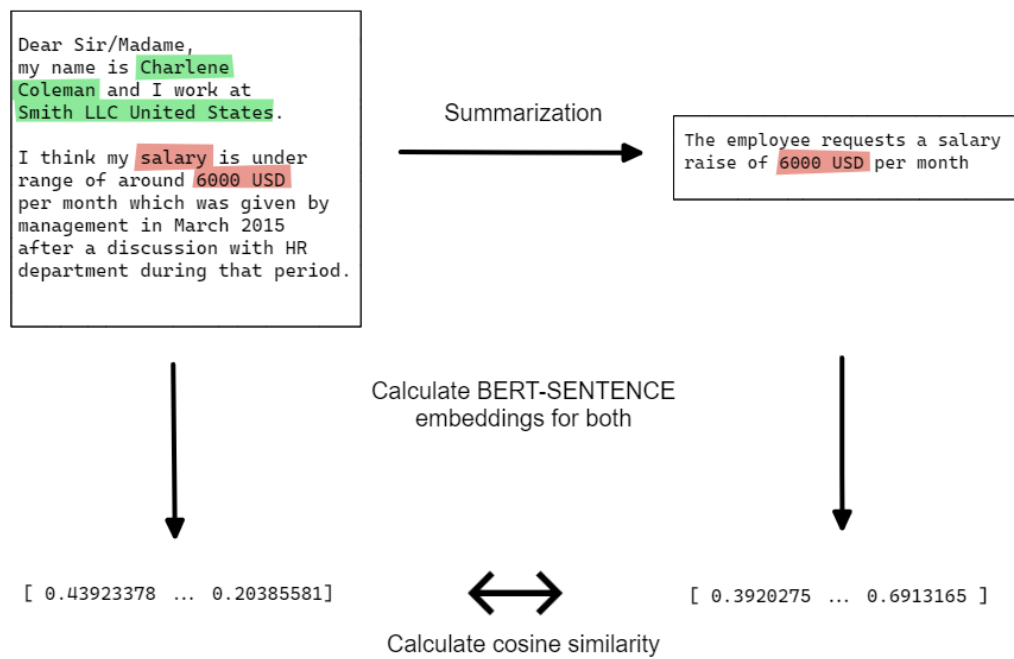 Dear Sir/Madame,
my name is Charlene
Coleman and I work at
Smith LLC United States.
I think my salary is under
range of around 6000 USD
per month which was given by
management in March 2015
after a discussion with HR
department during that period.
Summarization
The employee requests a salary
raise of 6000 USD per month
Calculate BERT-SENTENCE
embeddings for both
[ 0.43923378 ... 0.20385581]
[ 0.3920275 ... 0.6913165 ]
Calculate cosine similarity